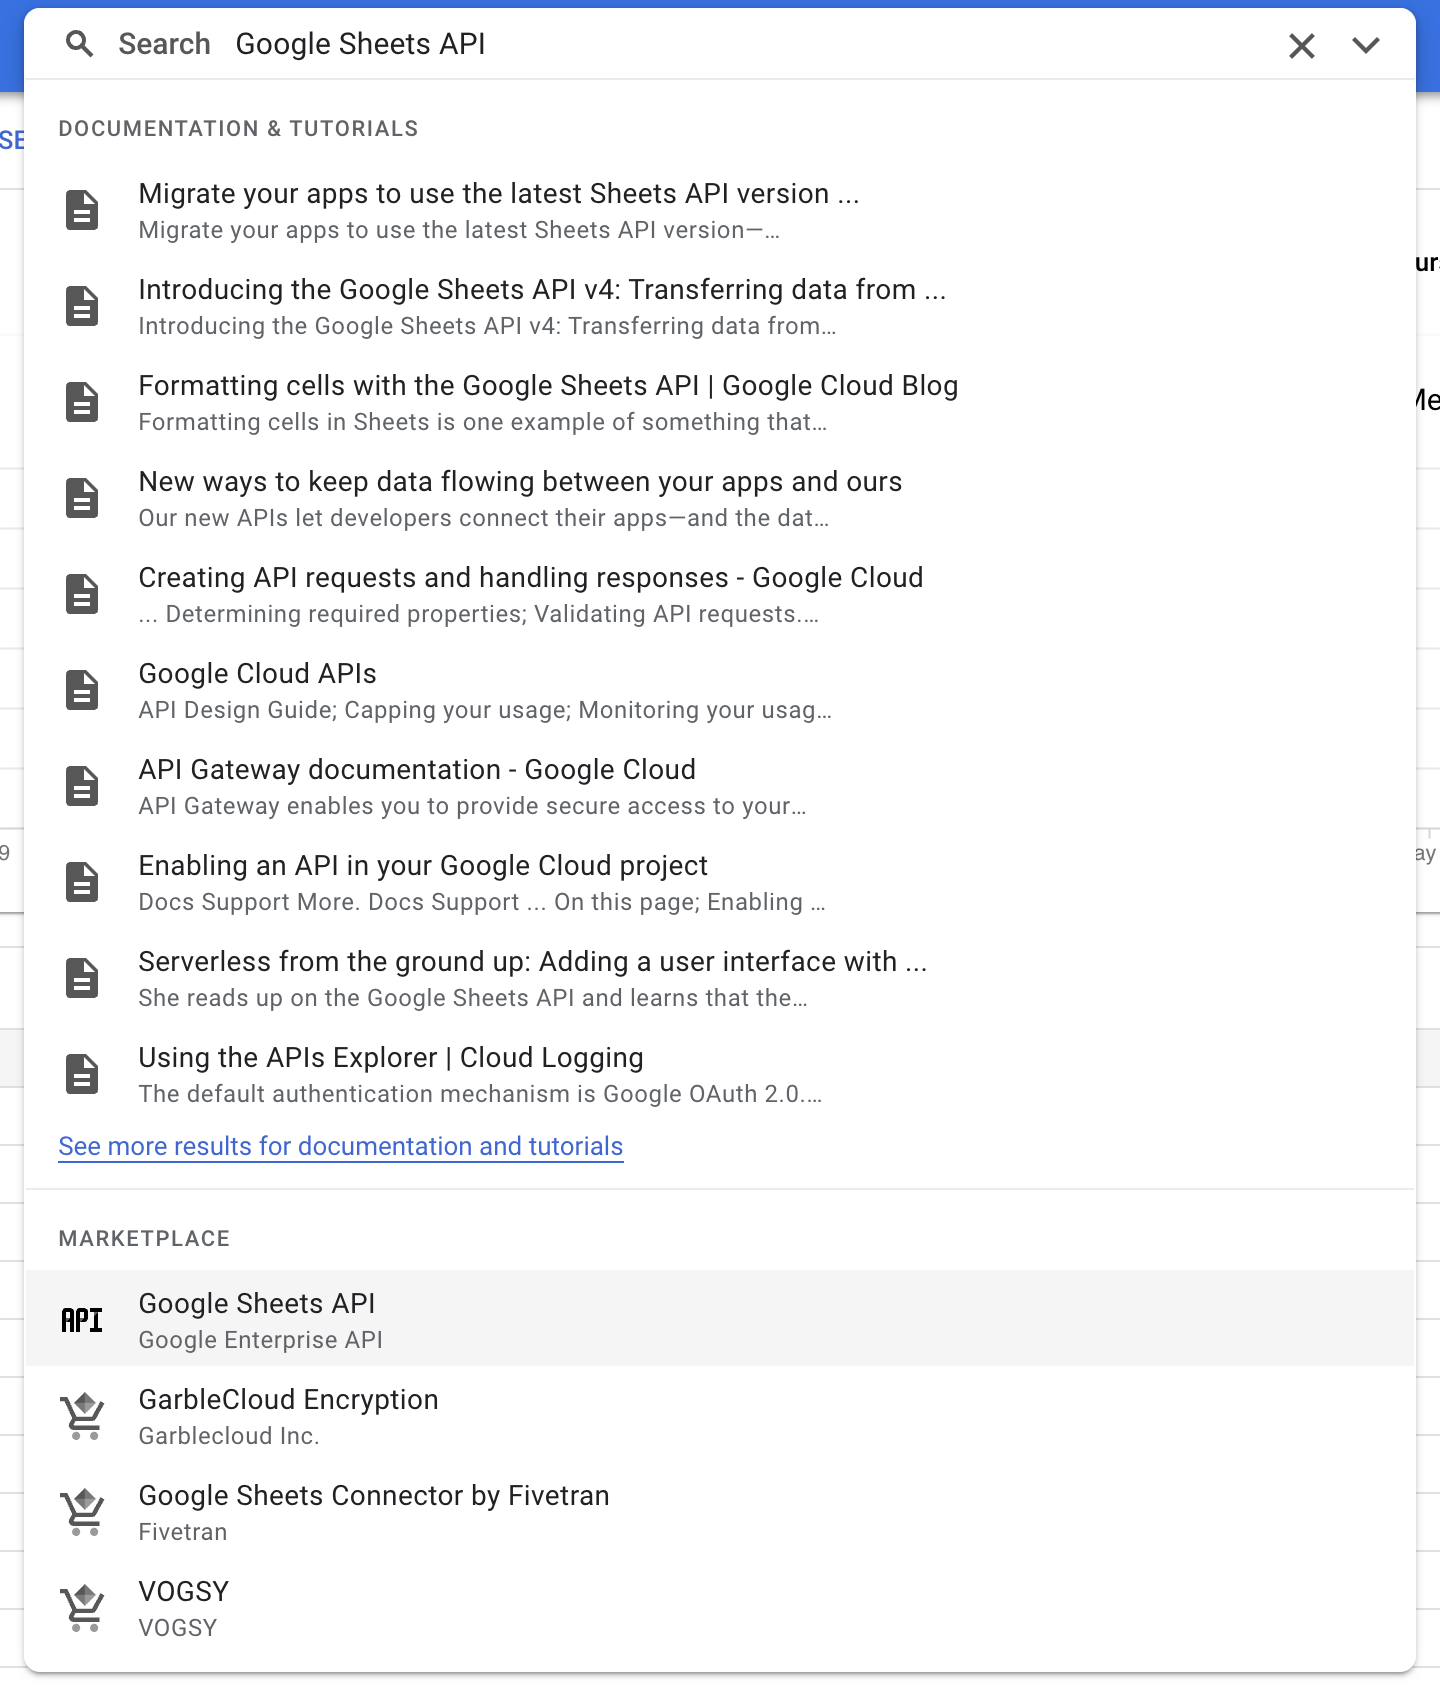 Search Google Sheets API
DOCUMENTATION & TUTORIALS
Migrate your apps to use the latest Sheets API version ...
Migrate your apps to use the latest Sheets API version—…
Introducing the Google Sheets API v4: Transferring data from ...
Introducing the Google Sheets API v4: Transferring data from…
Formatting cells with the Google Sheets API | Google Cloud Blog
Formatting cells in Sheets is one example of something that…
New ways to keep data flowing between your apps and ours
Our new APIs let developers connect their apps—and the dat…
Creating API requests and handling responses - Google Cloud
... Determining required properties; Validating API requests.…
Google Cloud APIs
API Design Guide; Capping your usage; Monitoring your usag…
API Gateway documentation - Google Cloud
API Gateway enables you to provide secure access to your…
Enabling an API in your Google Cloud project
Docs Support More. Docs Support ... On this page; Enabling …
Serverless from the ground up: Adding a user interface with ...
She reads up on the Google Sheets API and learns that the…
Using the APIs Explorer | Cloud Logging
The default authentication mechanism is Google OAuth 2.0.…
See more results for documentation and tutorials
MARKETPLACE
API
Google Sheets API
Google Enterprise API
GarbleCloud Encryption
Garblecloud Inc.
Google Sheets Connector by Fivetran
Fivetran
VOGSY
VOGSY